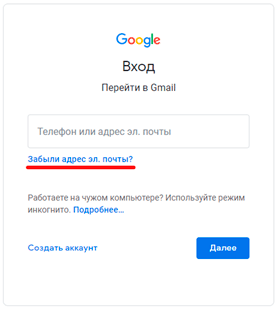 Google
Вход
Перейти в Gmail
Телефон или адрес эл. почты
Забыли адрес эл. почты?
Работаете на чужом компьютере? Используйте режим
инкогнито. Подробнее…
Создать аккаунт Далее